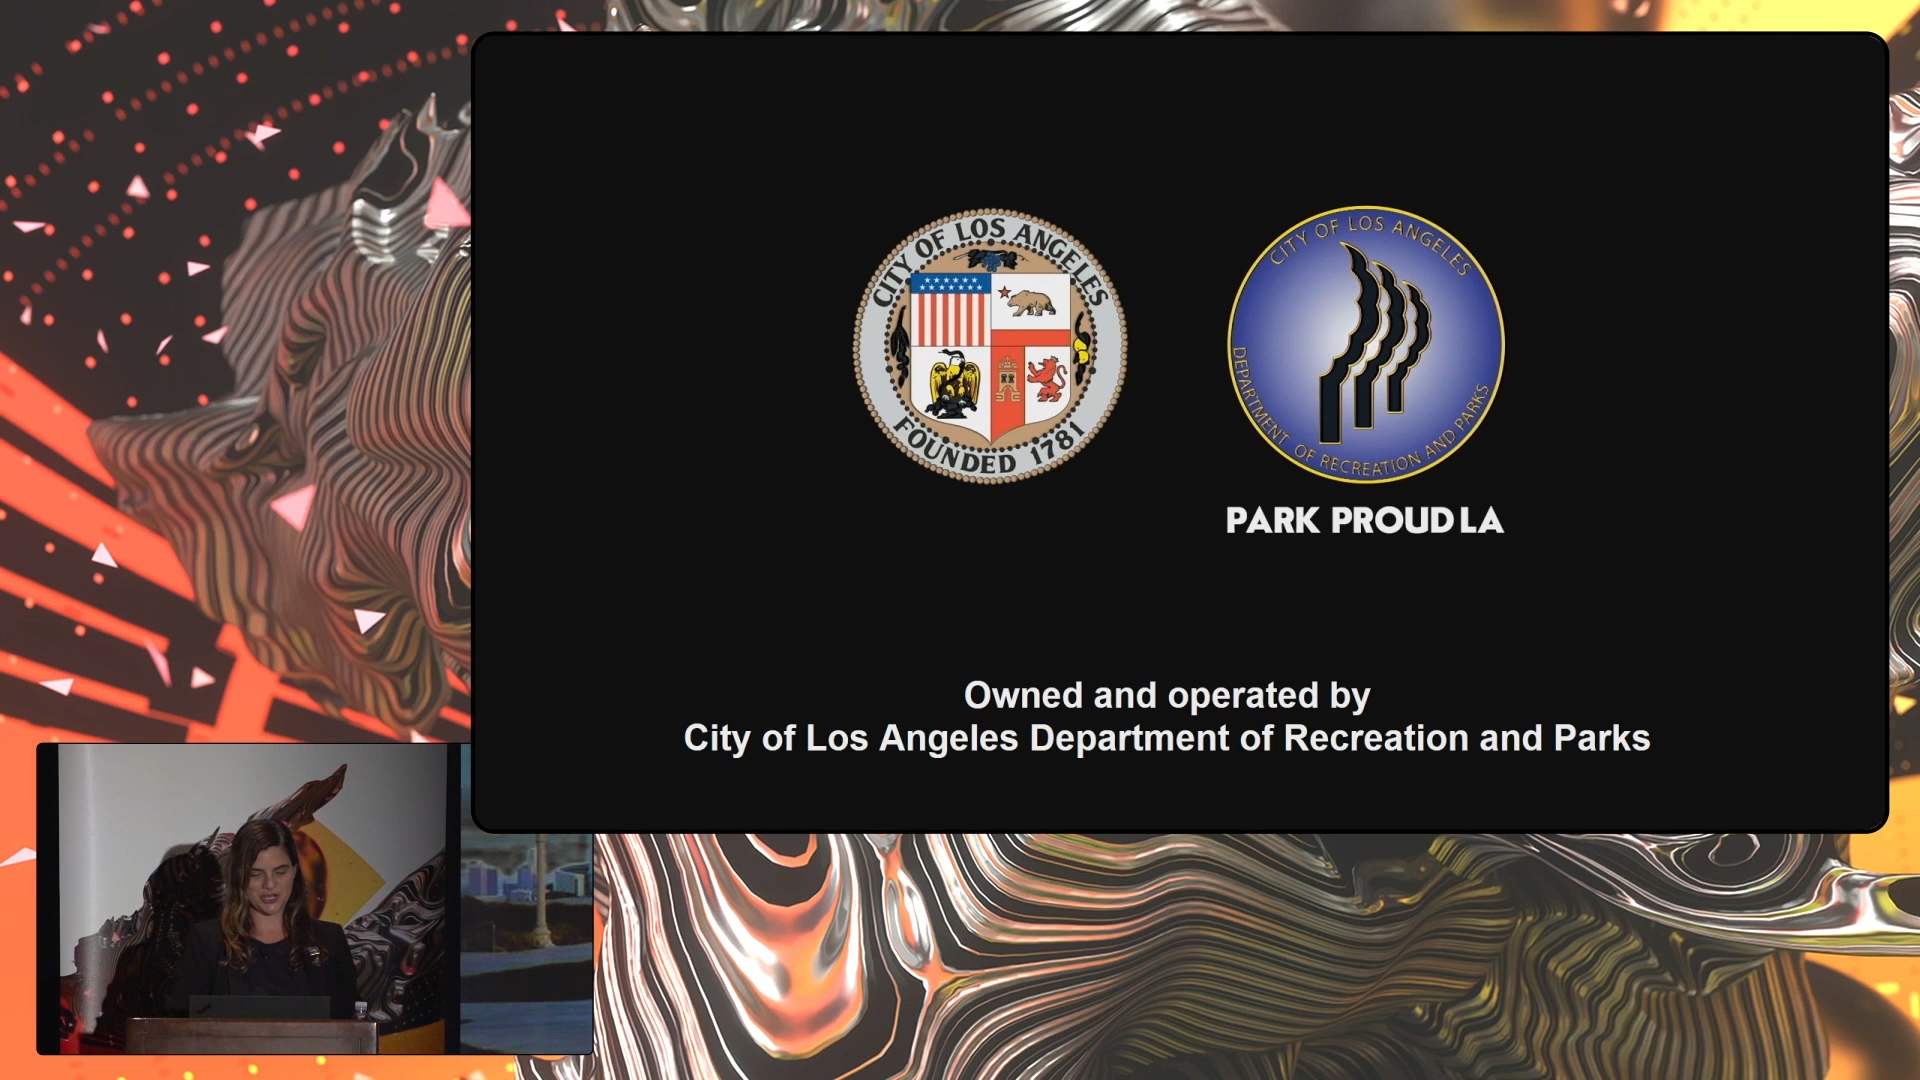 CITY OF LOS ANGELES
FOUNDED 1781
CITY OF LOS ANGELES
DEPARTMENT OF RECREATION AND PARKS
PARK PROUD LA
Owned and operated by
City of Los Angeles Department of Recreation and Parks